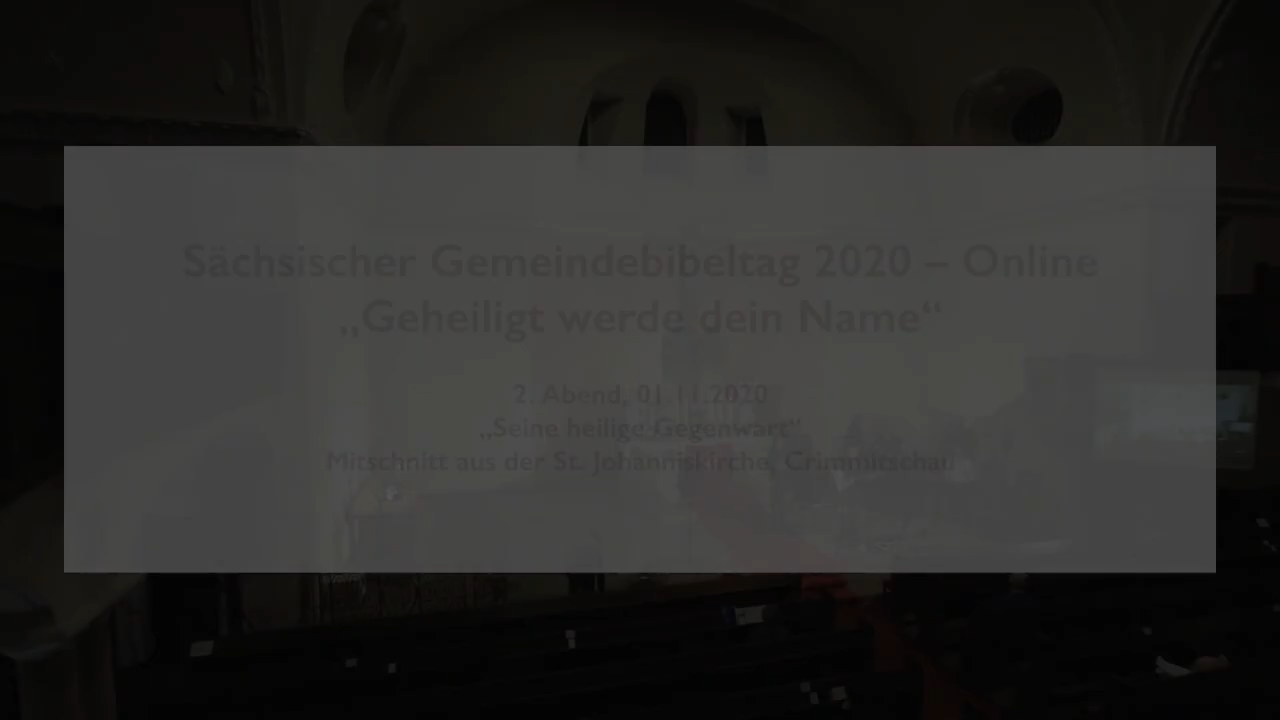 Sächsischer Gemeindebibeltag 2020 – Online
„Geheiligt werde dein Name“
2. Abend, 01.11.2020
„Seine heilige Gegenwart“
Mitschnitt aus der St. Johanniskirche, Crimmitschau